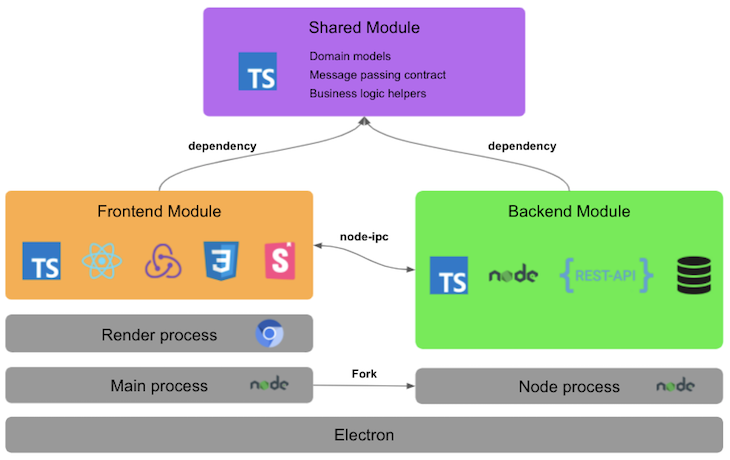 Shared Module
TS
Domain models
Message passing contract
Business logic helpers
dependency
dependency
Frontend Module
Backend Module
node-ipc
TS
3
S
TS
node
{REST-API}
Render process
Main process
node
Fork
Node process
node
Electron